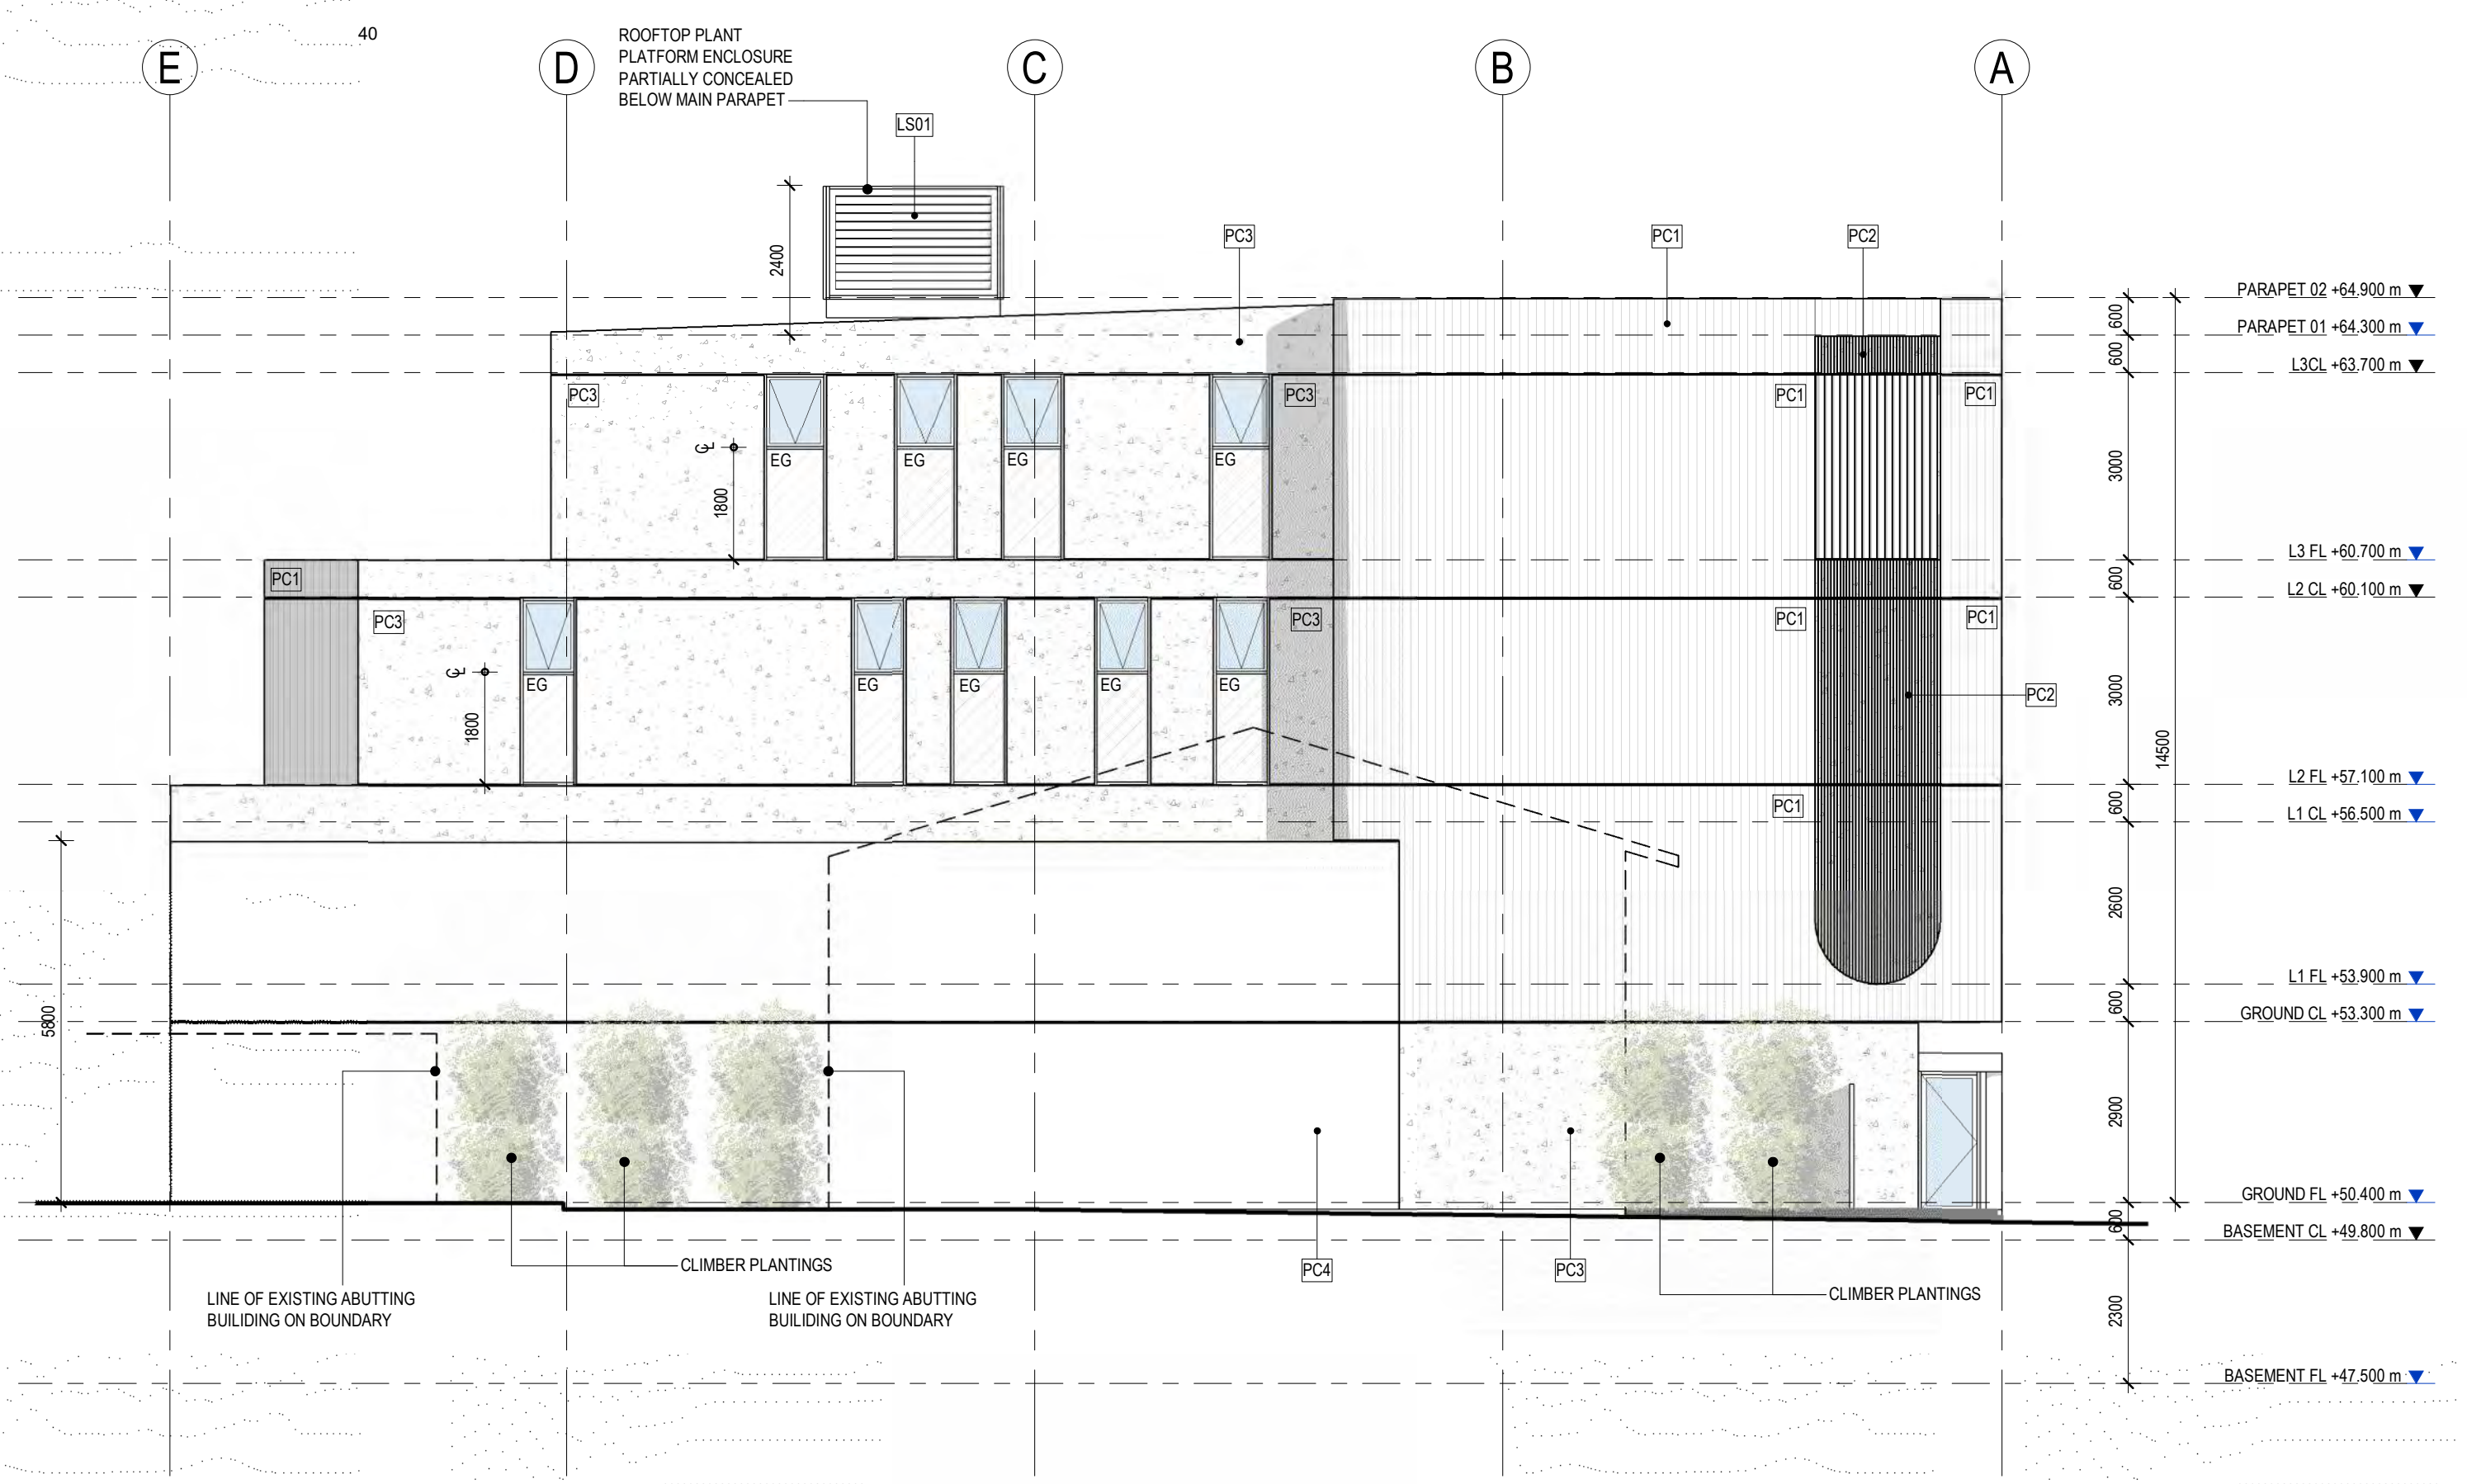 40
E
D
C
B
A
ROOFTOP PLANT
PLATFORM ENCLOSURE
PARTIALLY CONCEALED
BELOW MAIN PARAPET
LS01
2400
PC3
PC1
PC2
PARAPET 02 +64.900 m
600
PARAPET 01 +64.300 m
600
L3CL +63.700 m
PC3
PC3
PC1
PC1
EG
EG
EG
EG
1800
3000
L3 FL +60.700 m
600
L2 CL +60.100 m
PC1
PC3
PC3
PC1
PC1
EG
EG
EG
EG
EG
1800
3000
PC2
14500
L2 FL +57.100 m
600
PC1
L1 CL +56.500 m
2600
L1 FL +53.900 m
600
GROUND CL +53.300 m
5800
2900
GROUND FL +50.400 m
600
BASEMENT CL +49.800 m
CLIMBER PLANTINGS
PC4
PC3
LINE OF EXISTING ABUTTING
BUILIDING ON BOUNDARY
LINE OF EXISTING ABUTTING
BUILIDING ON BOUNDARY
CLIMBER PLANTINGS
2300
BASEMENT FL +47.500 m